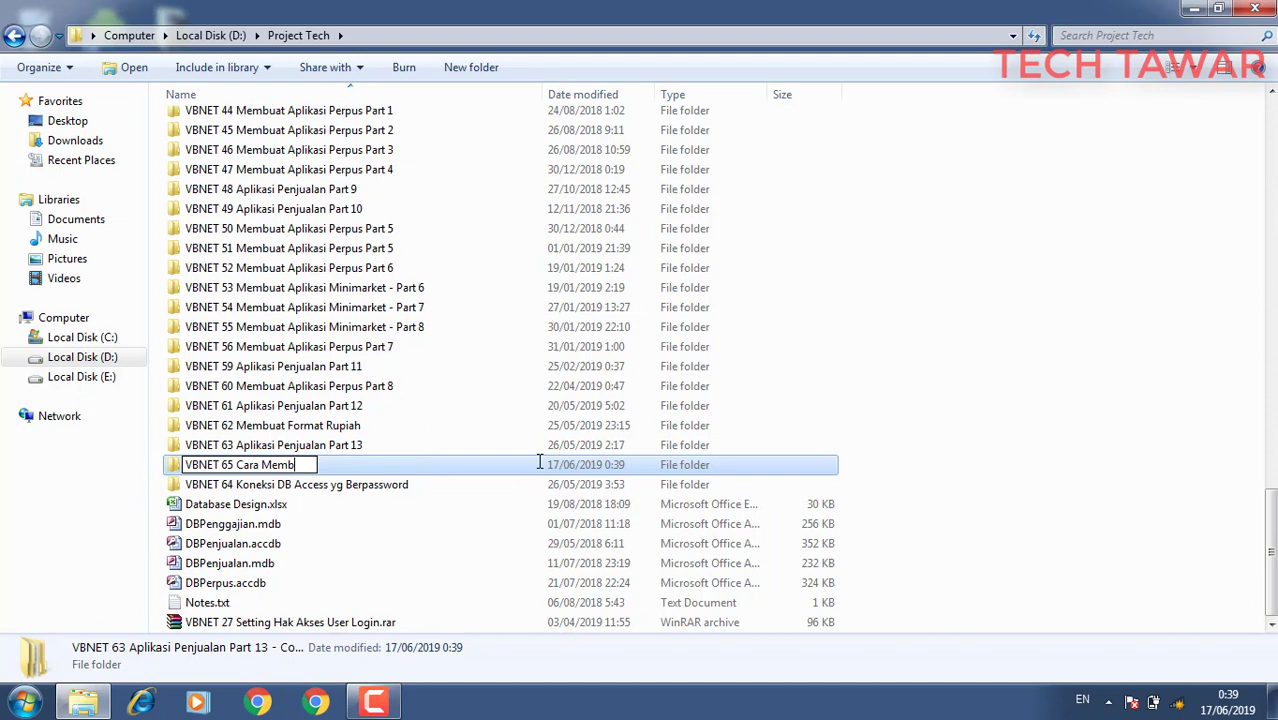 Computer Local Disk (D:) Project Tech
Search Project Tech
TECH TAWAR
Organize Open Include in library Share with Burn New folder
Name Date modified Type Size
Favorites
Desktop
Downloads
Recent Places
Libraries
Documents
Music
Pictures
Videos
Computer
Local Disk (C:)
Local Disk (D:)
Local Disk (E:)
Network
VBNET 44 Membuat Aplikasi Perpus Part 1 24/08/2018 1:02 File folder
VBNET 45 Membuat Aplikasi Perpus Part 2 26/08/2018 9:11 File folder
VBNET 46 Membuat Aplikasi Perpus Part 3 26/08/2018 10:59 File folder
VBNET 47 Membuat Aplikasi Perpus Part 4 30/12/2018 0:19 File folder
VBNET 48 Aplikasi Penjualan Part 9 27/10/2018 12:45 File folder
VBNET 49 Aplikasi Penjualan Part 10 12/11/2018 21:36 File folder
VBNET 50 Membuat Aplikasi Perpus Part 5 30/12/2018 0:44 File folder
VBNET 51 Membuat Aplikasi Perpus Part 5 01/01/2019 21:39 File folder
VBNET 52 Membuat Aplikasi Perpus Part 6 19/01/2019 1:24 File folder
VBNET 53 Membuat Aplikasi Minimarket - Part 6 19/01/2019 2:19 File folder
VBNET 54 Membuat Aplikasi Minimarket - Part 7 27/01/2019 13:27 File folder
VBNET 55 Membuat Aplikasi Minimarket - Part 8 30/01/2019 22:10 File folder
VBNET 56 Membuat Aplikasi Perpus Part 7 31/01/2019 1:00 File folder
VBNET 59 Aplikasi Penjualan Part 11 25/02/2019 0:37 File folder
VBNET 60 Membuat Aplikasi Perpus Part 8 22/04/2019 0:47 File folder
VBNET 61 Aplikasi Penjualan Part 12 20/05/2019 5:02 File folder
VBNET 62 Membuat Format Rupiah 25/05/2019 23:15 File folder
VBNET 63 Aplikasi Penjualan Part 13 26/05/2019 2:17 File folder
VBNET 65 Cara Memb 17/06/2019 0:39 File folder
VBNET 64 Koneksi DB Access yg Berpassword 26/05/2019 3:53 File folder
Database Design.xlsx 19/08/2018 18:09 Microsoft Office E... 30 KB
DBPenggajian.mdb 01/07/2018 11:18 Microsoft Office A... 256 KB
DBPenjualan.accdb 29/05/2018 6:11 Microsoft Office A... 352 KB
DBPenjualan.mdb 11/07/2018 23:19 Microsoft Office A... 232 KB
DBPerpus.accdb 21/07/2018 22:24 Microsoft Office A... 324 KB
Notes.txt 06/08/2018 5:43 Text Document 1 KB
VBNET 27 Setting Hak Akses User Login.rar 03/04/2019 11:55 WinRAR archive 96 KB
VBNET 63 Aplikasi Penjualan Part 13 - Co... Date modified: 17/06/2019 0:39
File folder
EN 0:39
17/06/2019